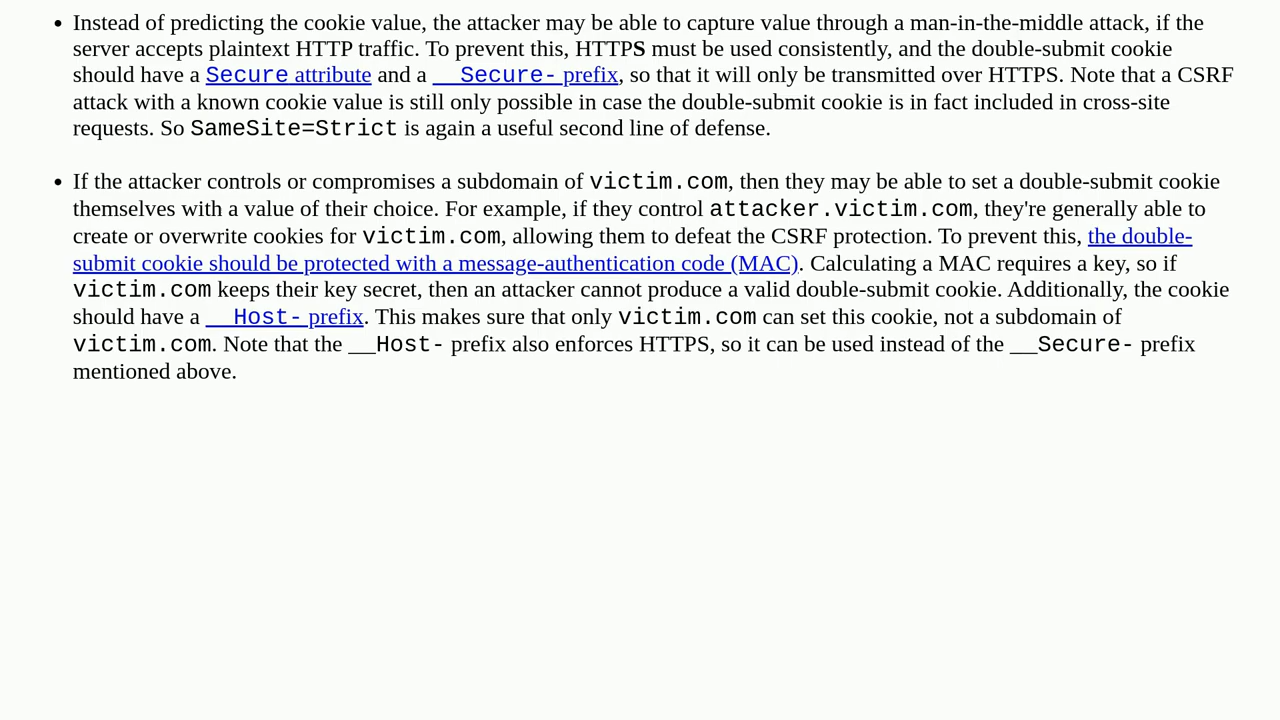 • Instead of predicting the cookie value, the attacker may be able to capture value through a man-in-the-middle attack, if the
server accepts plaintext HTTP traffic. To prevent this, HTTPS must be used consistently, and the double-submit cookie
should have a Secure attribute and a __Secure- prefix, so that it will only be transmitted over HTTPS. Note that a CSRF
attack with a known cookie value is still only possible in case the double-submit cookie is in fact included in cross-site
requests. So SameSite=Strict is again a useful second line of defense.
• If the attacker controls or compromises a subdomain of victim.com, then they may be able to set a double-submit cookie
themselves with a value of their choice. For example, if they control attacker.victim.com, they're generally able to
create or overwrite cookies for victim.com, allowing them to defeat the CSRF protection. To prevent this, the double-
submit cookie should be protected with a message-authentication code (MAC). Calculating a MAC requires a key, so if
victim.com keeps their key secret, then an attacker cannot produce a valid double-submit cookie. Additionally, the cookie
should have a __Host- prefix. This makes sure that only victim.com can set this cookie, not a subdomain of
victim.com. Note that the __Host- prefix also enforces HTTPS, so it can be used instead of the __Secure- prefix
mentioned above.